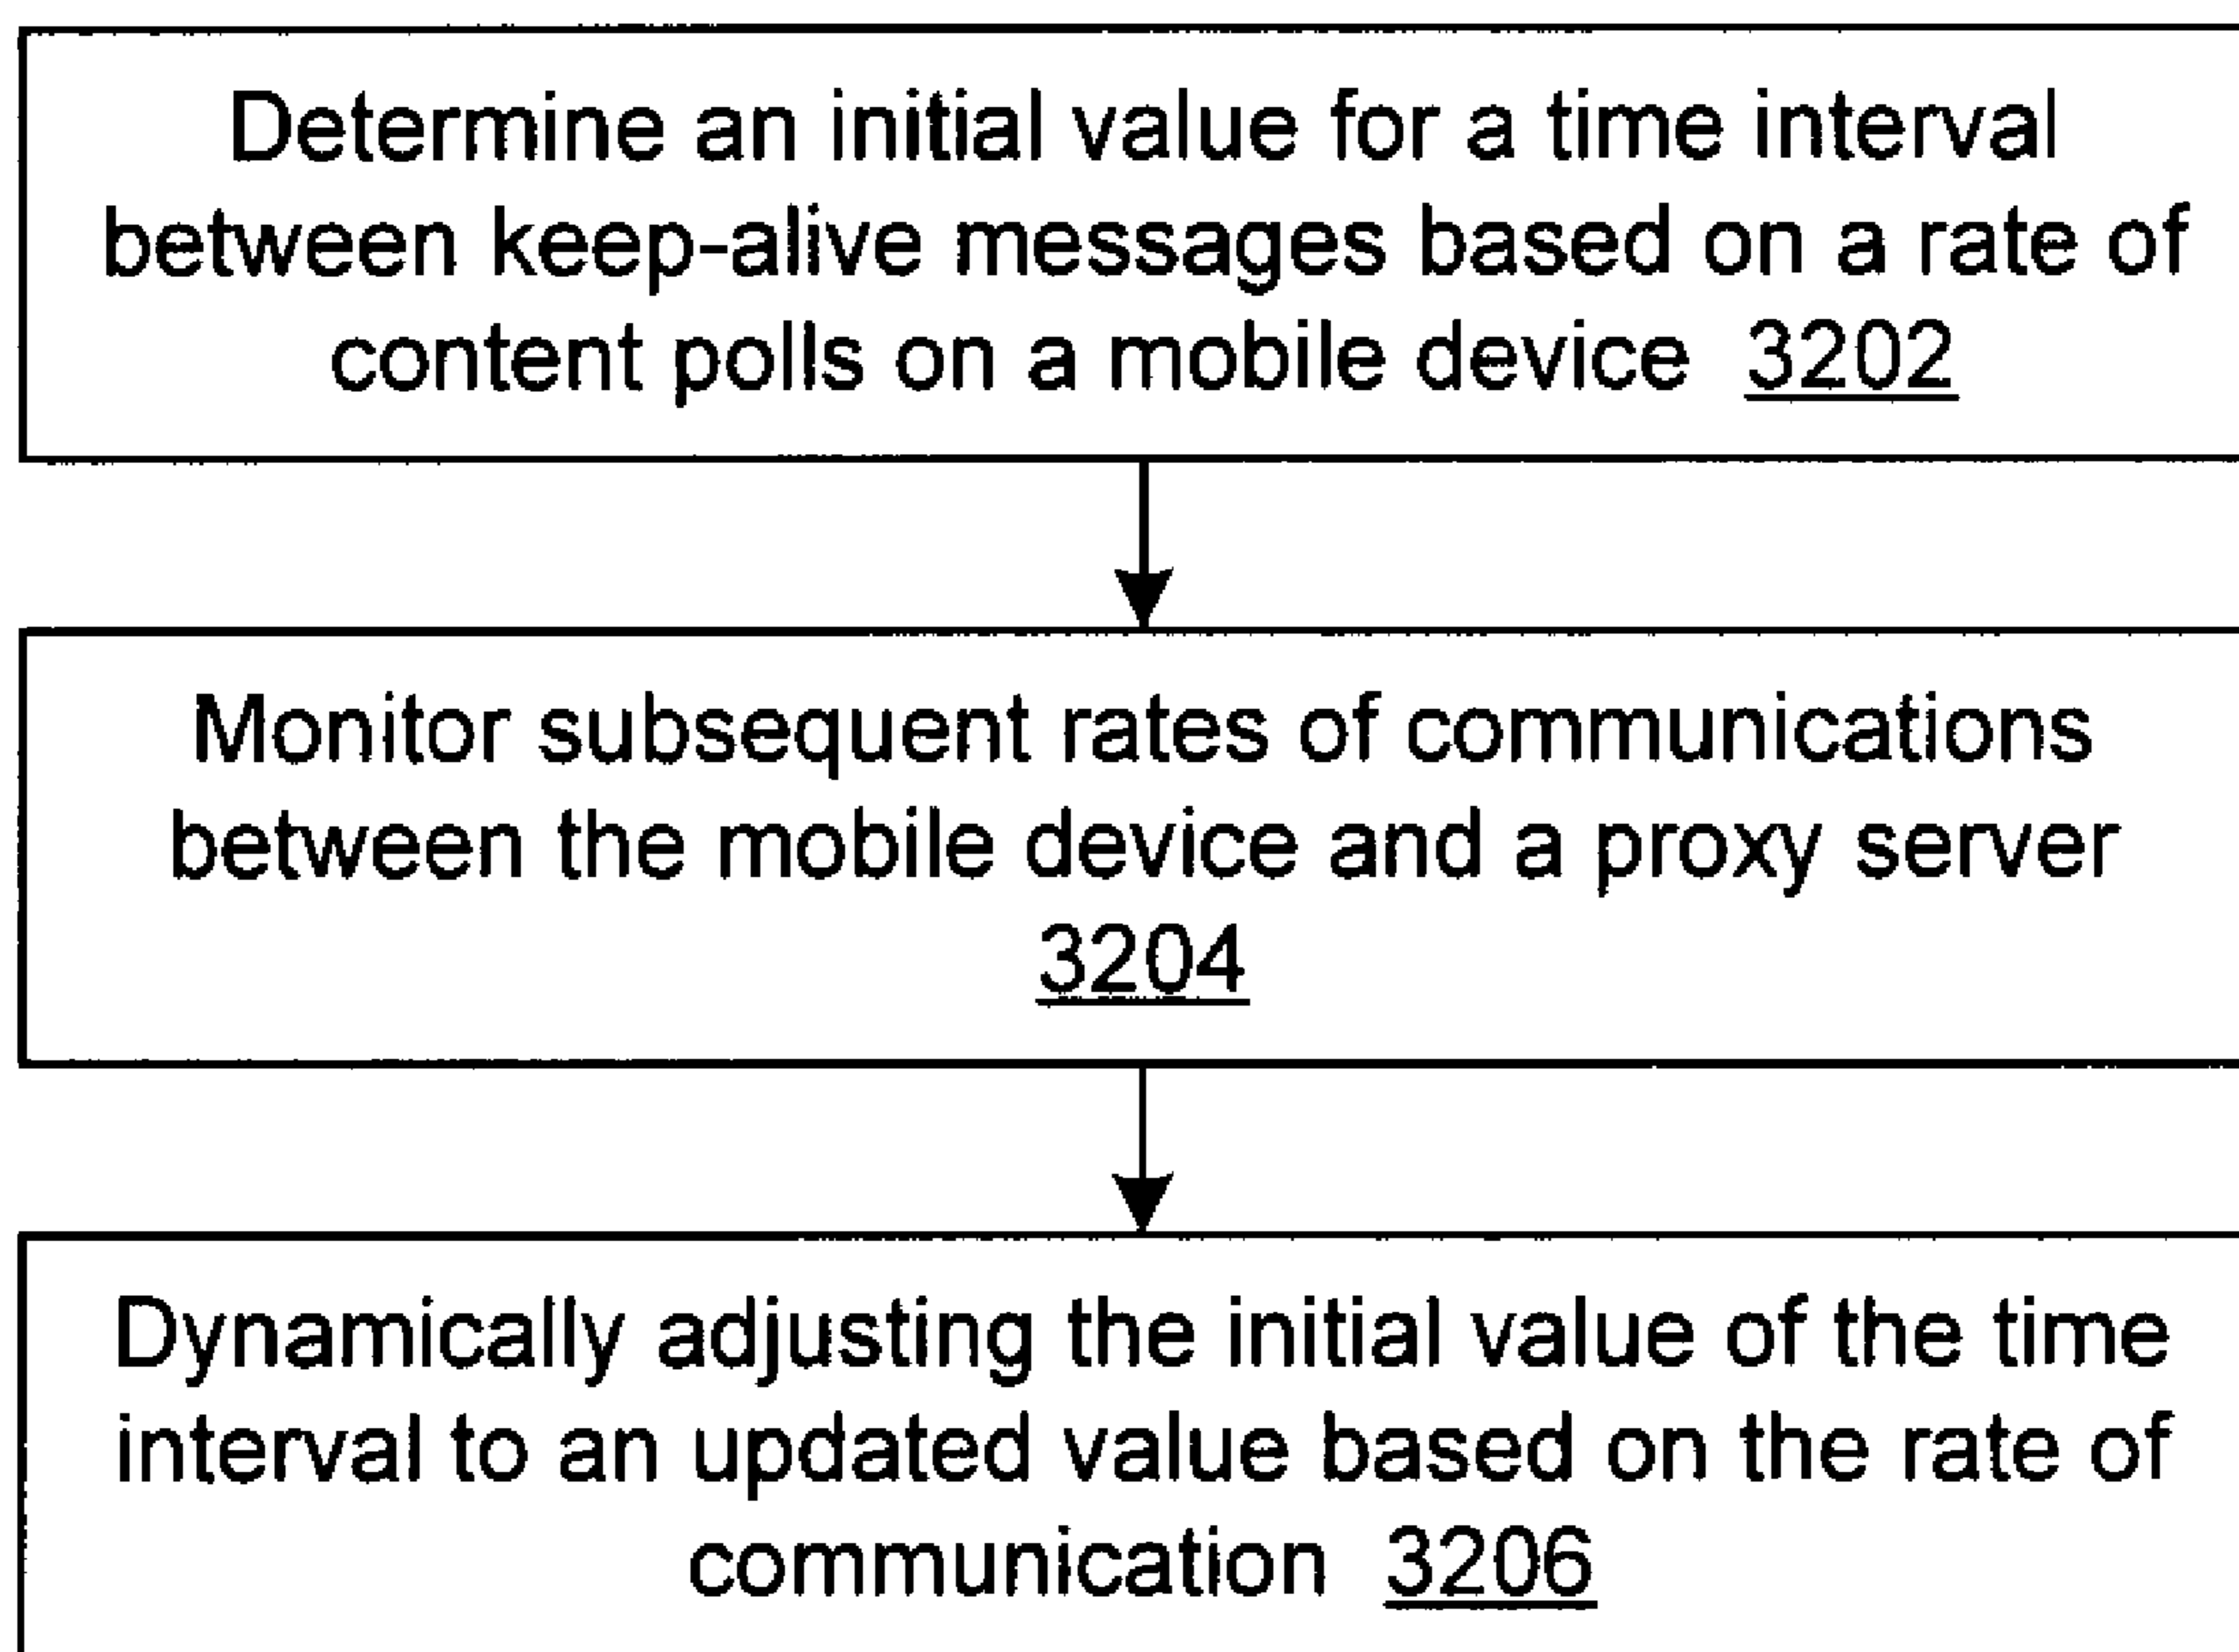 Determine an initial value for a time interval
between keep-alive messages based on a rate of
content polls on a mobile device 3202
Monitor subsequent rates of communications
between the mobile device and a proxy server
3204
Dynamically adjusting the initial value of the time
interval to an updated value based on the rate of
communication 3206